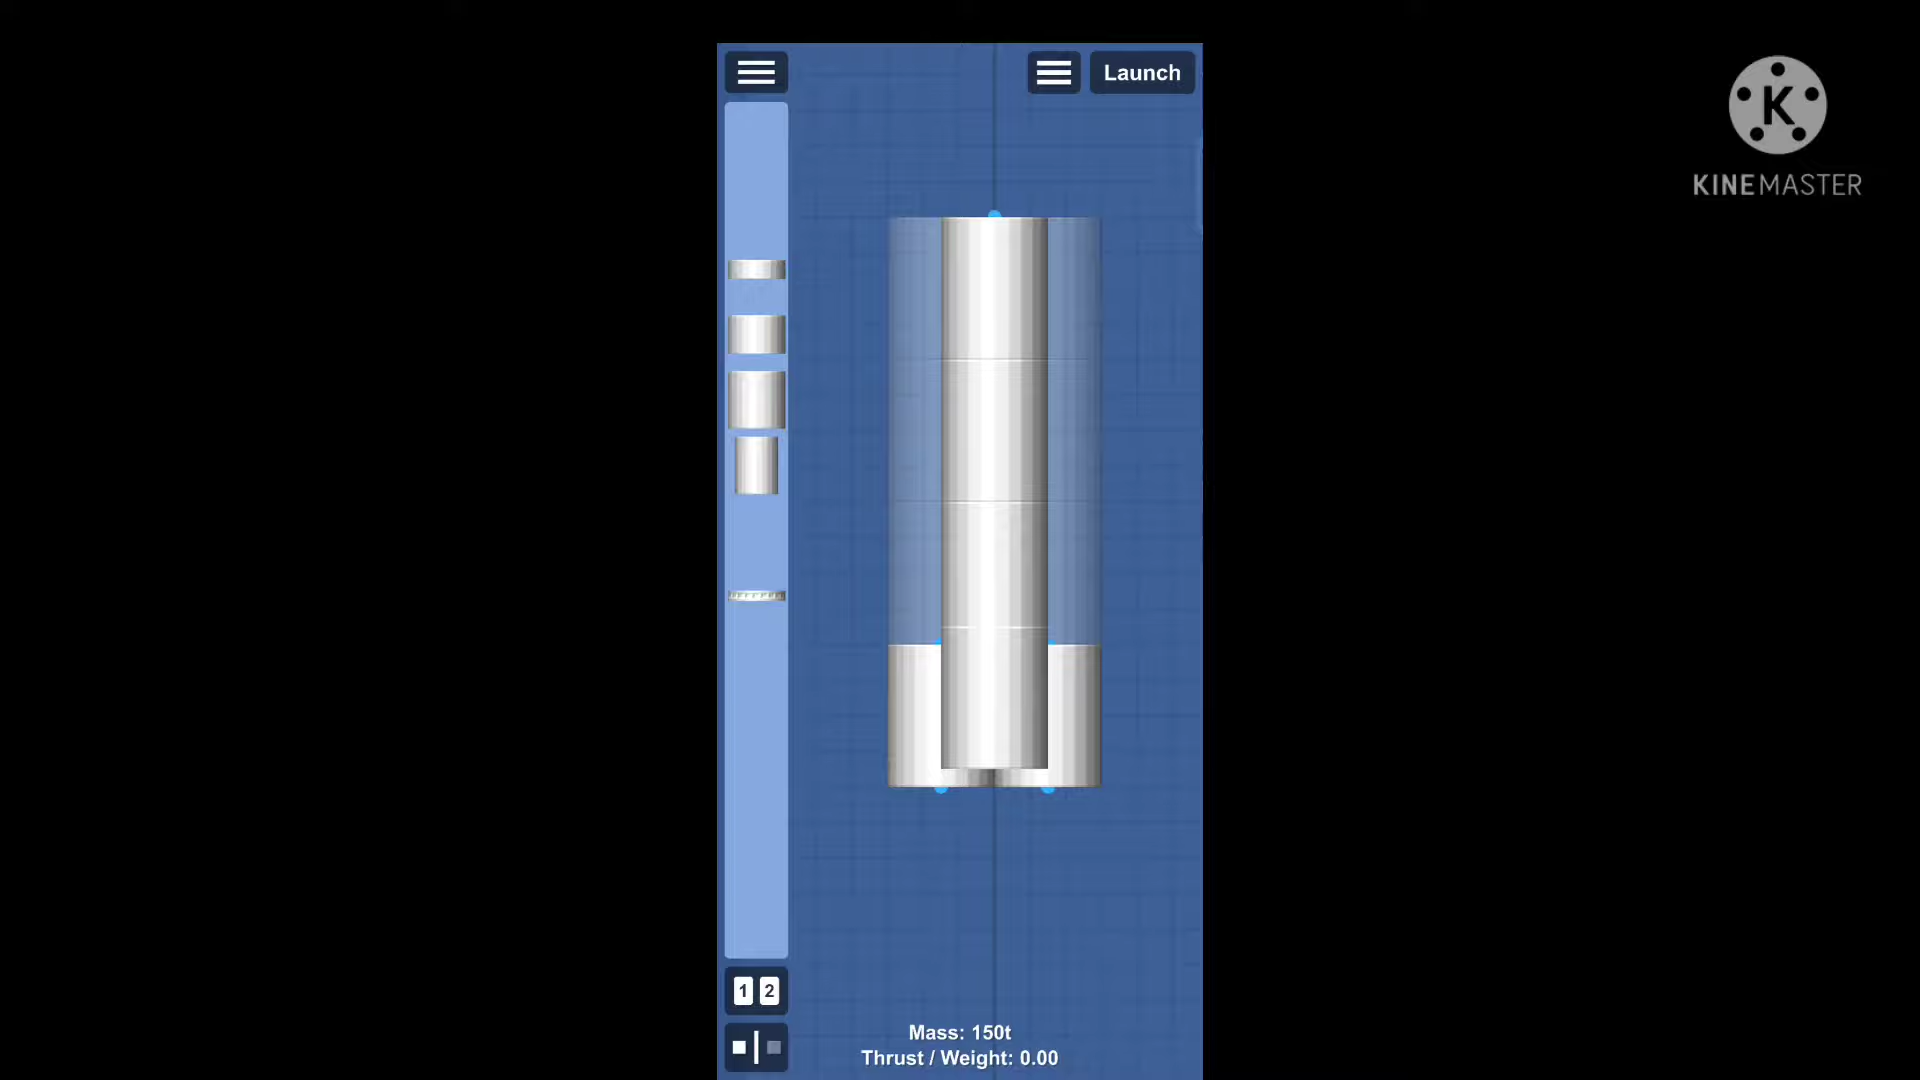 Launch
K
KINEMASTER
1 2
Mass: 150t
Thrust / Weight: 0.00